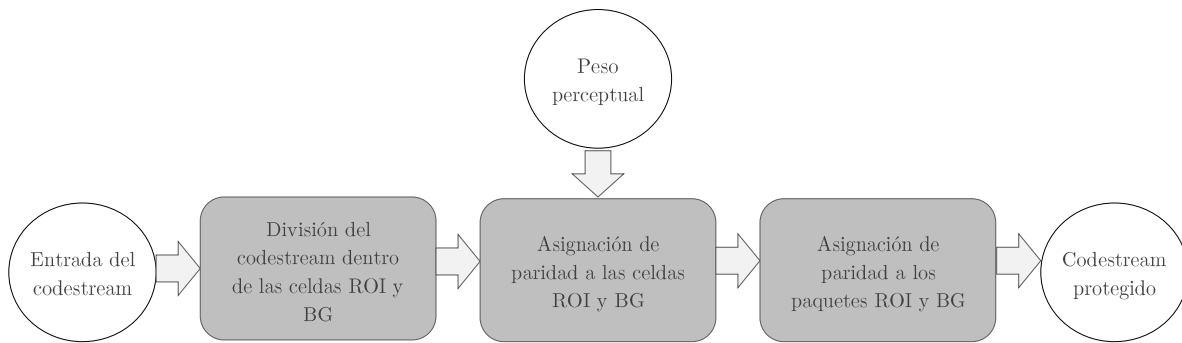 Peso
perceptual
Entrada del
codestream
División del
codestream dentro
de las celdas ROI y
BG
Asignación de
paridad a las celdas
ROI y BG
Asignación de
paridad a los
paquetes ROI y BG
Codestream
protegido